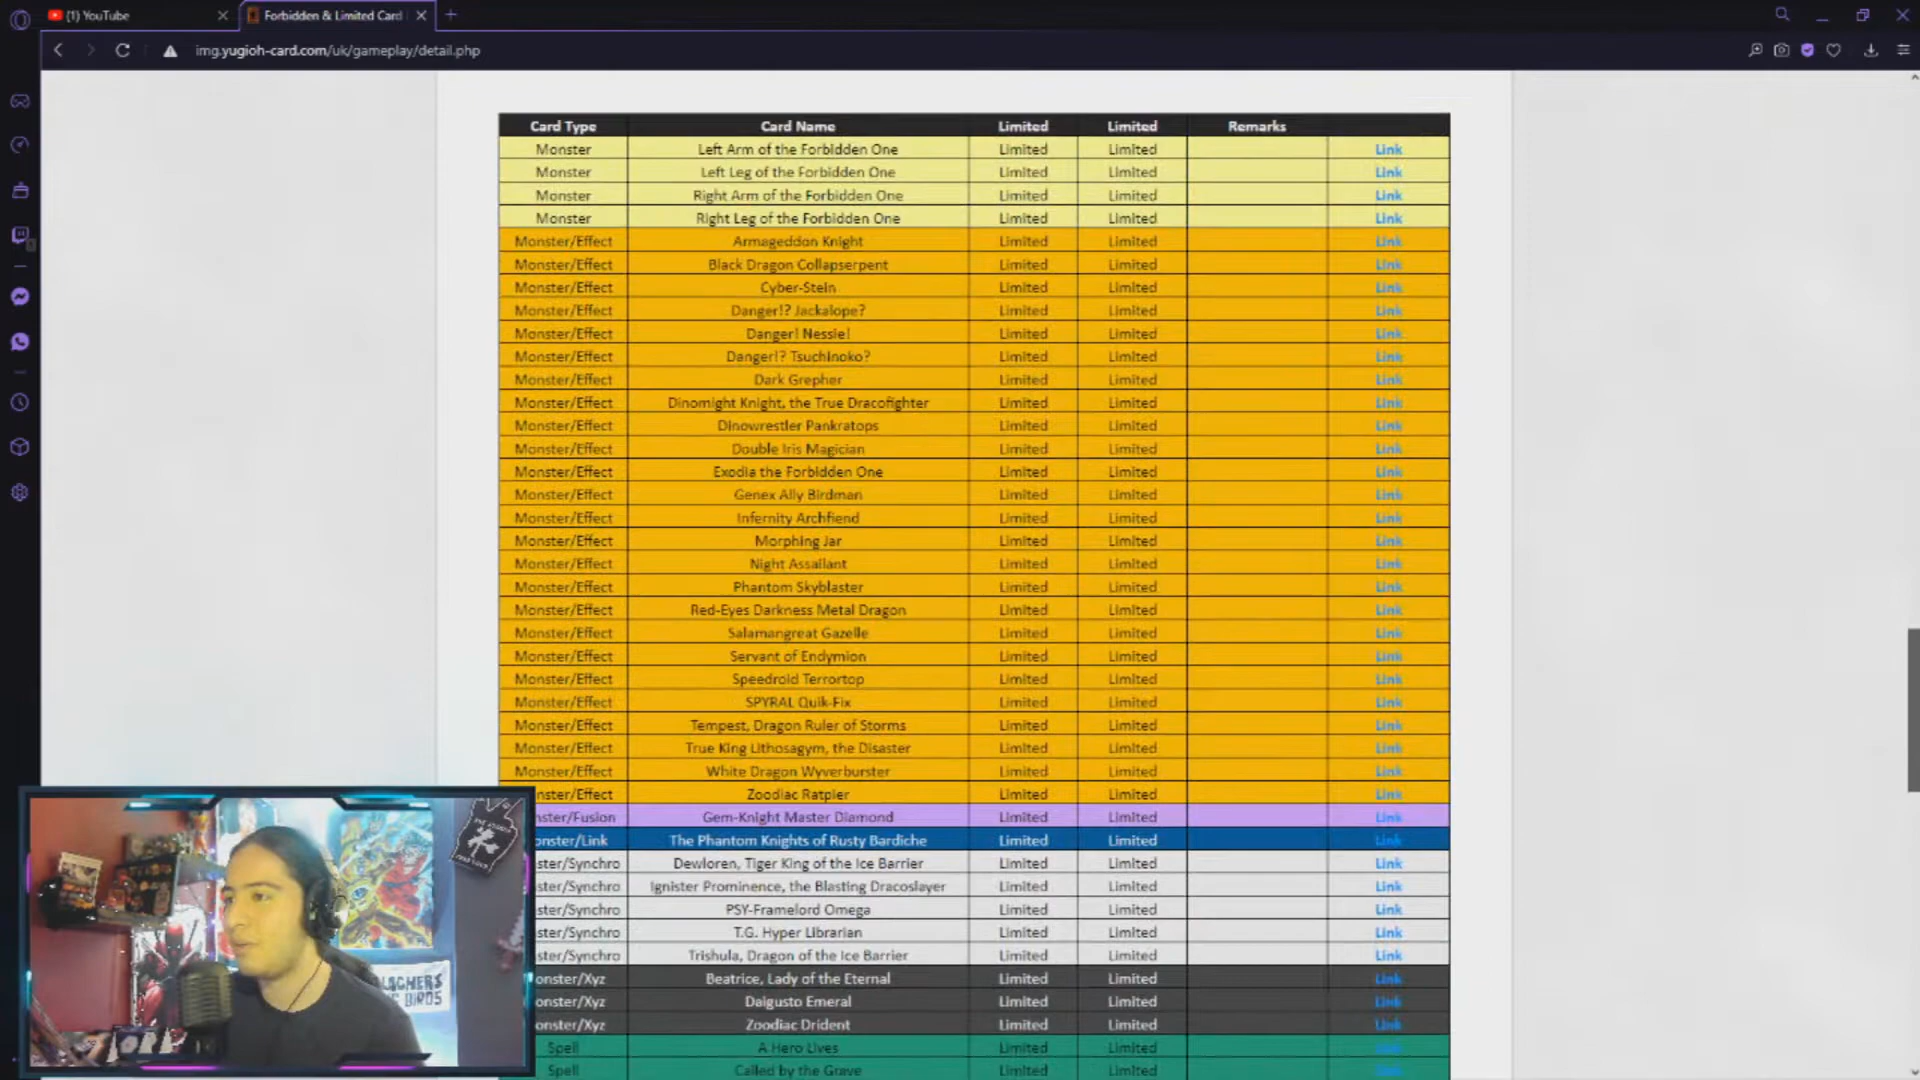 (1) YouTube
Forbidden & Limited Card
img.yugioh-card.com/uk/gameplay/detail.php
Card Type Card Name Limited Limited Remarks
Monster Left Arm of the Forbidden One Limited Limited Link
Monster Left Leg of the Forbidden One Limited Limited Link
Monster Right Arm of the Forbidden One Limited Limited Link
Monster Right Leg of the Forbidden One Limited Limited Link
Monster/Effect Armageddon Knight Limited Limited Link
Monster/Effect Black Dragon Collapserpent Limited Limited Link
Monster/Effect Cyber-Stein Limited Limited Link
Monster/Effect Danger!? Jackalope? Limited Limited Link
Monster/Effect Danger! Nessie! Limited Limited Link
Monster/Effect Danger!? Tsuchinoko? Limited Limited Link
Monster/Effect Dark Grepher Limited Limited Link
Monster/Effect Dinomight Knight, the True Dracofighter Limited Limited Link
Monster/Effect Dinowrestler Pankratops Limited Limited Link
Monster/Effect Double Iris Magician Limited Limited Link
Monster/Effect Exodia the Forbidden One Limited Limited Link
Monster/Effect Genex Ally Birdman Limited Limited Link
Monster/Effect Infernity Archfiend Limited Limited Link
Monster/Effect Morphing Jar Limited Limited Link
Monster/Effect Night Assailant Limited Limited Link
Monster/Effect Phantom Skyblaster Limited Limited Link
Monster/Effect Red-Eyes Darkness Metal Dragon Limited Limited Link
Monster/Effect Salamangreat Gazelle Limited Limited Link
Monster/Effect Servant of Endymion Limited Limited Link
Monster/Effect Speedroid Terrortop Limited Limited Link
Monster/Effect SPYRAL Quik-Fix Limited Limited Link
Monster/Effect Tempest, Dragon Ruler of Storms Limited Limited Link
Monster/Effect True King Lithosagym, the Disaster Limited Limited Link
Monster/Effect White Dragon Wyverburster Limited Limited Link
nster/Effect Zoodiac Ratpier Limited Limited Link
nster/Fusion Gem-Knight Master Diamond Limited Limited Link
onster/Link The Phantom Knights of Rusty Bardiche Limited Limited Link
ster/Synchro Dewloren, Tiger King of the Ice Barrier Limited Limited Link
ster/Synchro Ignister Prominence, the Blasting Dracoslayer Limited Limited Link
ster/Synchro PSY-Framelord Omega Limited Limited Link
ster/Synchro T.G. Hyper Librarian Limited Limited Link
ster/Synchro Trishula, Dragon of the Ice Barrier Limited Limited Link
onster/Xyz Beatrice, Lady of the Eternal Limited Limited Link
onster/Xyz Daigusto Emeral Limited Limited Link
onster/Xyz Zoodiac Drident Limited Limited Link
Spell A Hero Lives Limited Limited Link
Spell Called by the Grave Limited Limited Link